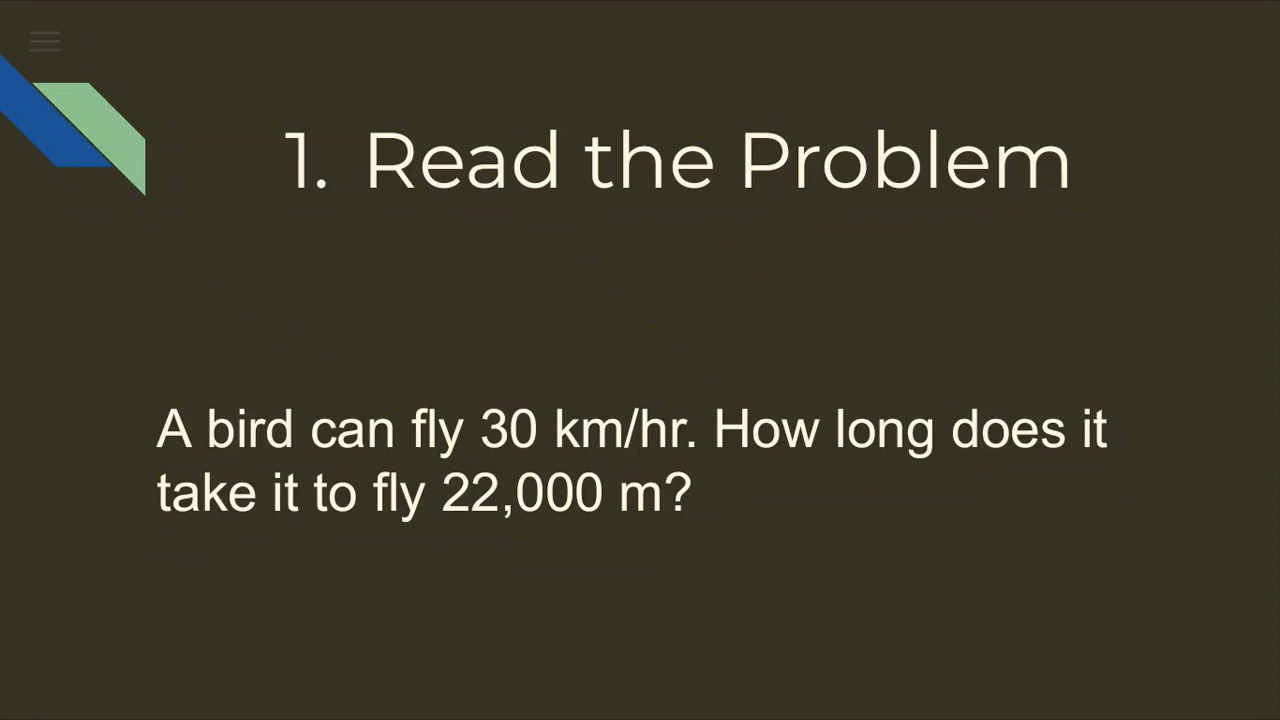 1. Read the Problem
A bird can fly 30 km/hr. How long does it
take it to fly 22,000 m?